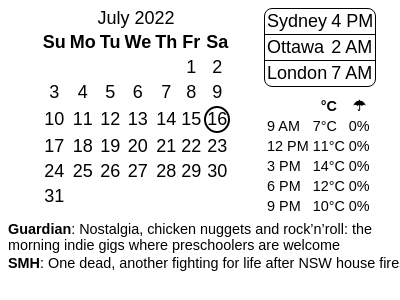 July 2022
Su Mo Tu We Th Fr Sa
1 2
3 4 5 6 7 8 9
10 11 12 13 14 15 16
17 18 19 20 21 22 23
24 25 26 27 28 29 30
31
Sydney 4 PM
Ottawa 2 AM
London 7 AM
°C ☂
9 AM 7°C 0%
12 PM 11°C 0%
3 PM 14°C 0%
6 PM 12°C 0%
9 PM 10°C 0%
Guardian: Nostalgia, chicken nuggets and rock’n’roll: the
morning indie gigs where preschoolers are welcome
SMH: One dead, another fighting for life after NSW house fire